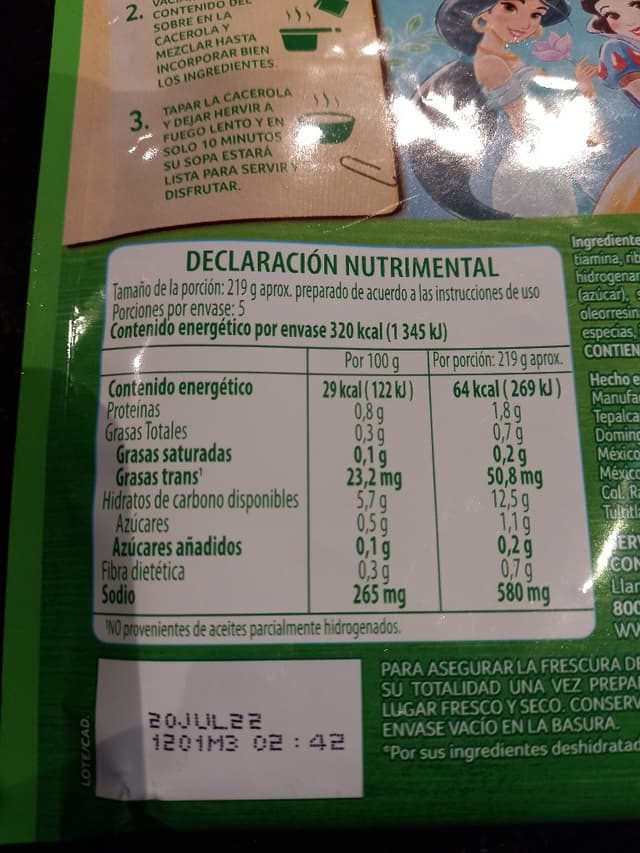 2. CONTENIDO DEL
SOBRE EN LA
CACEROLA Y
MEZCLAR HASTA
INCORPORAR BIEN
LOS INGREDIENTES.
3. TAPAR LA CACEROLA
Y DEJAR HERVIR A
FUEGO LENTO Y EN
SOLO 10 MINUTOS
SU SOPA ESTARÁ
LISTA PARA SERVIR Y
DISFRUTAR.
DECLARACIÓN NUTRIMENTAL
Tamaño de la porción: 219 g aprox. preparado de acuerdo a las instrucciones de uso
Porciones por envase: 5
Contenido energético por envase 320 kcal (1 345 kJ)
Por 100 g Por porción: 219 g aprox.
Contenido energético 29 kcal ( 122 kJ ) 64 kcal ( 269 kJ )
Proteínas 0,8 g 1,8 g
Grasas Totales 0,3 g 0,7 g
Grasas saturadas 0,1 g 0,2 g
Grasas trans¹ 23,2 mg 50,8 mg
Hidratos de carbono disponibles 5,7 g 12,5 g
Azúcares 0,5 g 1,1 g
Azúcares añadidos 0,1 g 0,2 g
Fibra dietética 0,3 g 0,7 g
Sodio 265 mg 580 mg
¹NO provenientes de aceites parcialmente hidrogenados.
Ingrediente
tiamina, rib
hidrogenar
(azúcar), s
oleorresin
especias,
CONTIEN
Hecho e
Manufa
Tepalca
Doming
México
México
Col. Ra
Tultitla
SERV
CON
Llar
800
WW
PARA ASEGURAR LA FRESCURA DE
SU TOTALIDAD UNA VEZ PREPA
LUGAR FRESCO Y SECO. CONSERV
ENVASE VACÍO EN LA BASURA.
*Por sus ingredientes deshidratad
LOTE/CAD.
20JUL22
1201M3 02:42